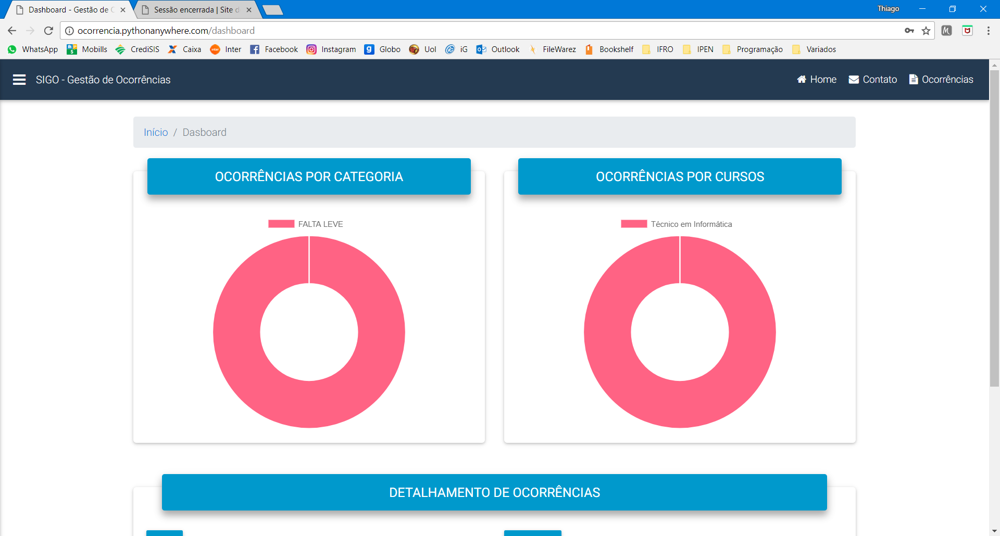 Dashboard - Gestão de
Sessão encerrada | Site d
Thiago
ocorrencia.pythonanywhere.com/dashboard
WhatsApp Mobills CrediSIS Caixa Inter Facebook Instagram Globo Uol iG Outlook FileWarez Bookshelf IFRO IPEN Programação Variados
SIGO - Gestão de Ocorrências
Home Contato Ocorrências
Início / Dasboard
OCORRÊNCIAS POR CATEGORIA
FALTA LEVE
OCORRÊNCIAS POR CURSOS
Técnico em Informática
DETALHAMENTO DE OCORRÊNCIAS